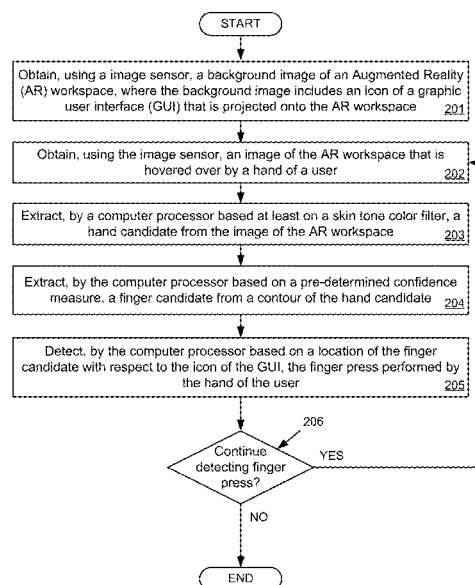 START
Obtain, using a image sensor, a background image of an Augmented Reality
(AR) workspace, where the background image includes an icon of a graphic
user interface (GUI) that is projected onto the AR workspace
201
Obtain, using the image sensor, an image of the AR workspace that is
hovered over by a hand of a user
202
Extract, by a computer processor based at least on a skin tone color filter, a
hand candidate from the image of the AR workspace
203
Extract, by the computer processor based on a pre-determined confidence
measure, a finger candidate from a contour of the hand candidate
204
Detect, by the computer processor based on a location of the finger
candidate with respect to the icon of the GUI, the finger press performed by
the hand of the user
205
206
Continue
detecting finger
press?
YES
NO
END